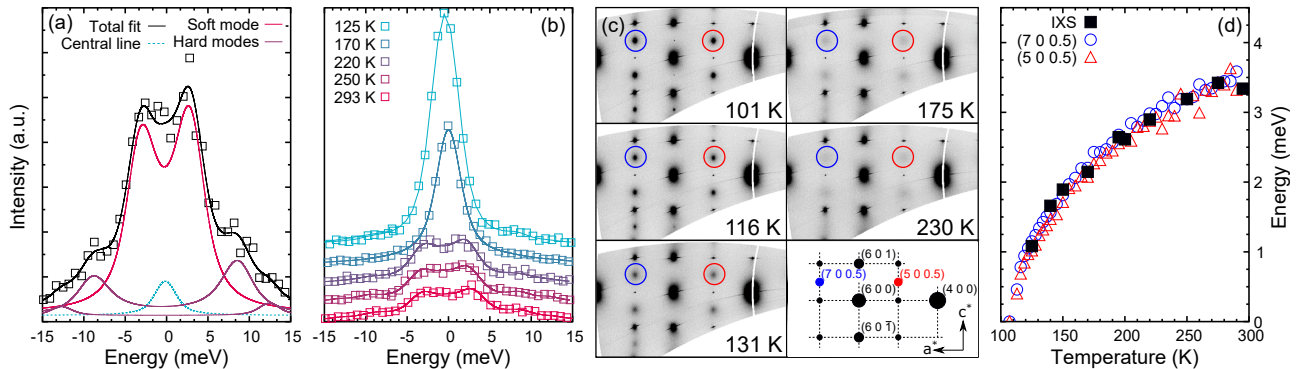 (a)
Total fit
Soft mode
Central line
Hard modes
Intensity (a.u.)
-15 -10 -5 0 5 10 15
Energy (meV)
(b)
125 K
170 K
220 K
250 K
293 K
-15 -10 -5 0 5 10 15
Energy (meV)
(c)
101 K
175 K
116 K
230 K
131 K
(6 0 1)
(7 0 0.5)
(5 0 0.5)
(6 0 0)
(4 0 0)
(6 0 1̅)
c*
a*
(d)
IXS
(7 0 0.5)
(5 0 0.5)
4
3
2
1
0
Energy (meV)
100 150 200 250 300
Temperature (K)